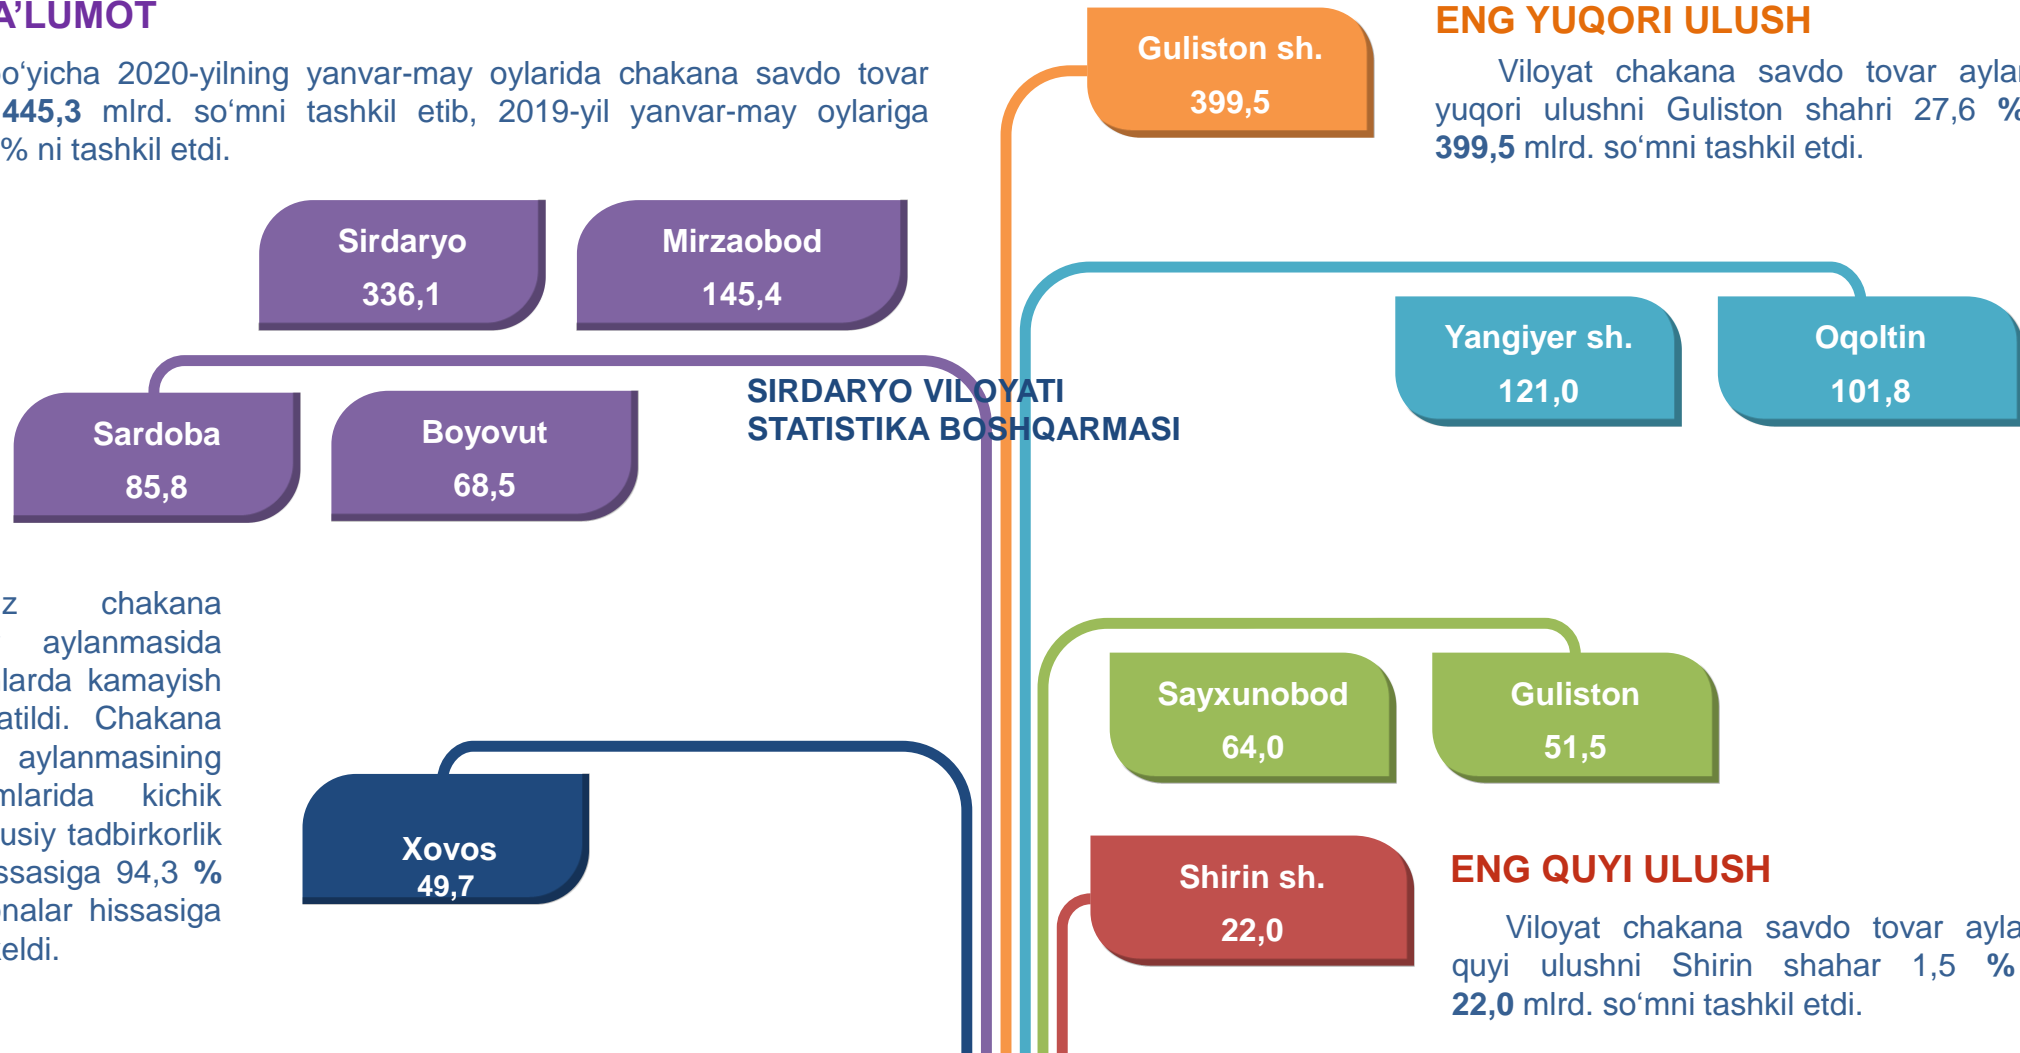 A’LUMOT
o‘yicha 2020-yilning yanvar-may oylarida chakana savdo tovar
445,3 mlrd. so‘mni tashkil etib, 2019-yil yanvar-may oylariga
% ni tashkil etdi.
Guliston sh.
399,5
ENG YUQORI ULUSH
Viloyat chakana savdo tovar aylan
yuqori ulushni Guliston shahri 27,6 %
399,5 mlrd. so‘mni tashkil etdi.
Sirdaryo
336,1
Mirzaobod
145,4
Yangiyer sh.
121,0
Oqoltin
101,8
SIRDARYO VILOYATI
STATISTIKA BOSHQARMASI
Sardoba
85,8
Boyovut
68,5
z chakana
aylanmasida
larda kamayish
atildi. Chakana
aylanmasining
mlarida kichik
usiy tadbirkorlik
ssasiga 94,3 %
onalar hissasiga
eldi.
Sayxunobod
64,0
Guliston
51,5
Xovos
49,7
Shirin sh.
22,0
ENG QUYI ULUSH
Viloyat chakana savdo tovar ayla
quyi ulushni Shirin shahar 1,5 %
22,0 mlrd. so‘mni tashkil etdi.